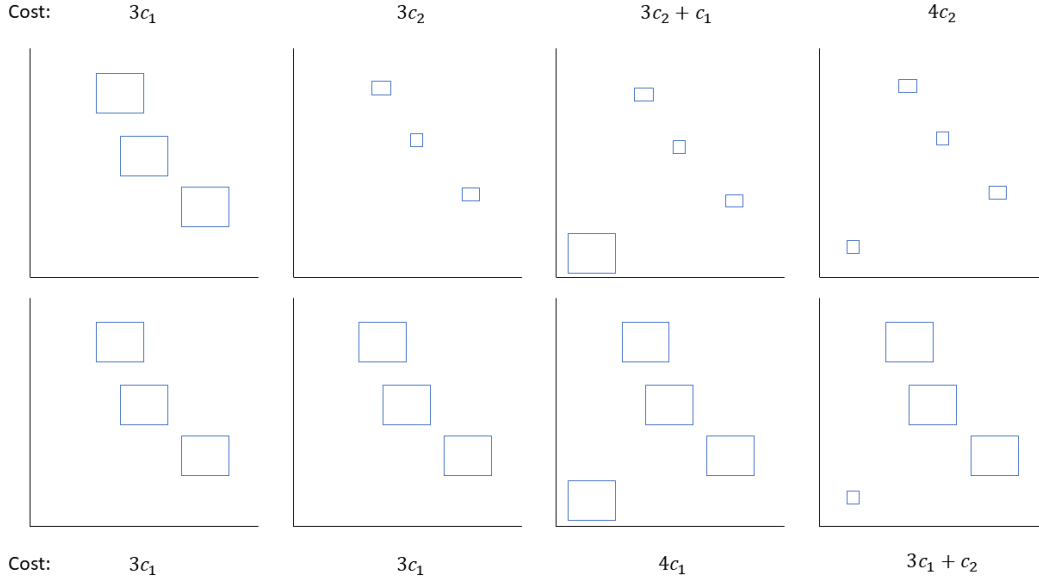 Cost: 3c₁ 3c₂ 3c₂ + c₁ 4c₂
Cost: 3c₁ 3c₁ 4c₁ 3c₁ + c₂